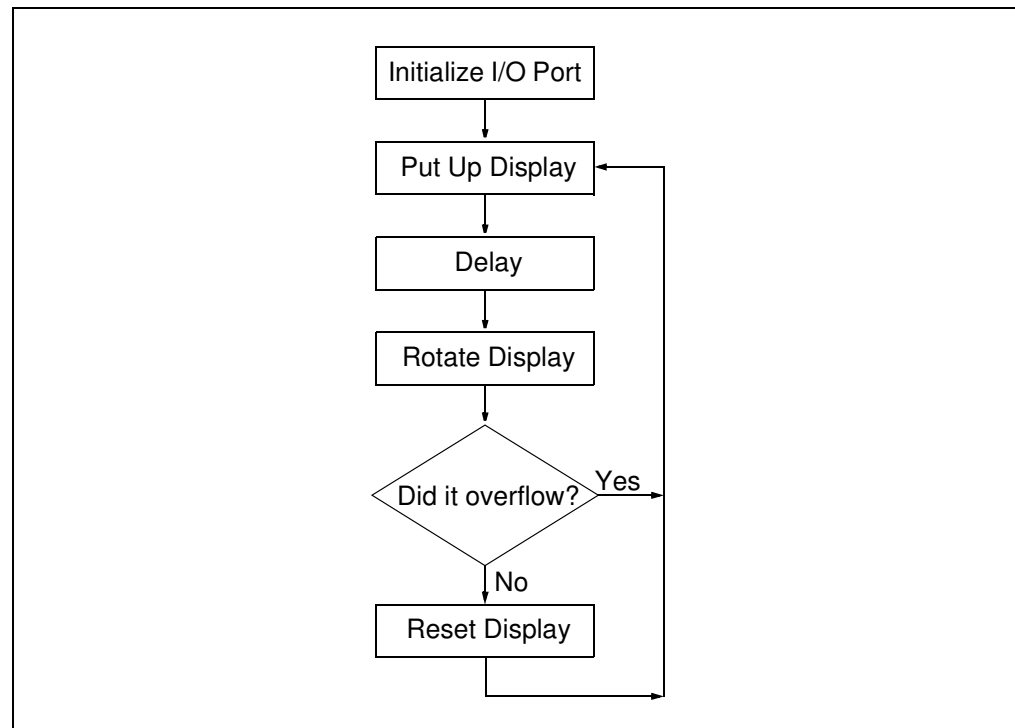 Initialize I/O Port
Put Up Display
Delay
Rotate Display
Did it overflow?
Yes
No
Reset Display